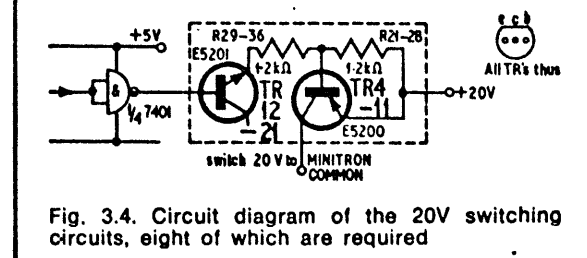 +5V
R29-36
R21-28
e c b
All TR's thus
E5201
1·2kΩ
1·2kΩ
&
¼ 7401
TR
12
-21
TR4
-11
+20V
E5200
switch 20V to MINITRON
COMMON
Fig. 3.4. Circuit diagram of the 20V switching
circuits, eight of which are required